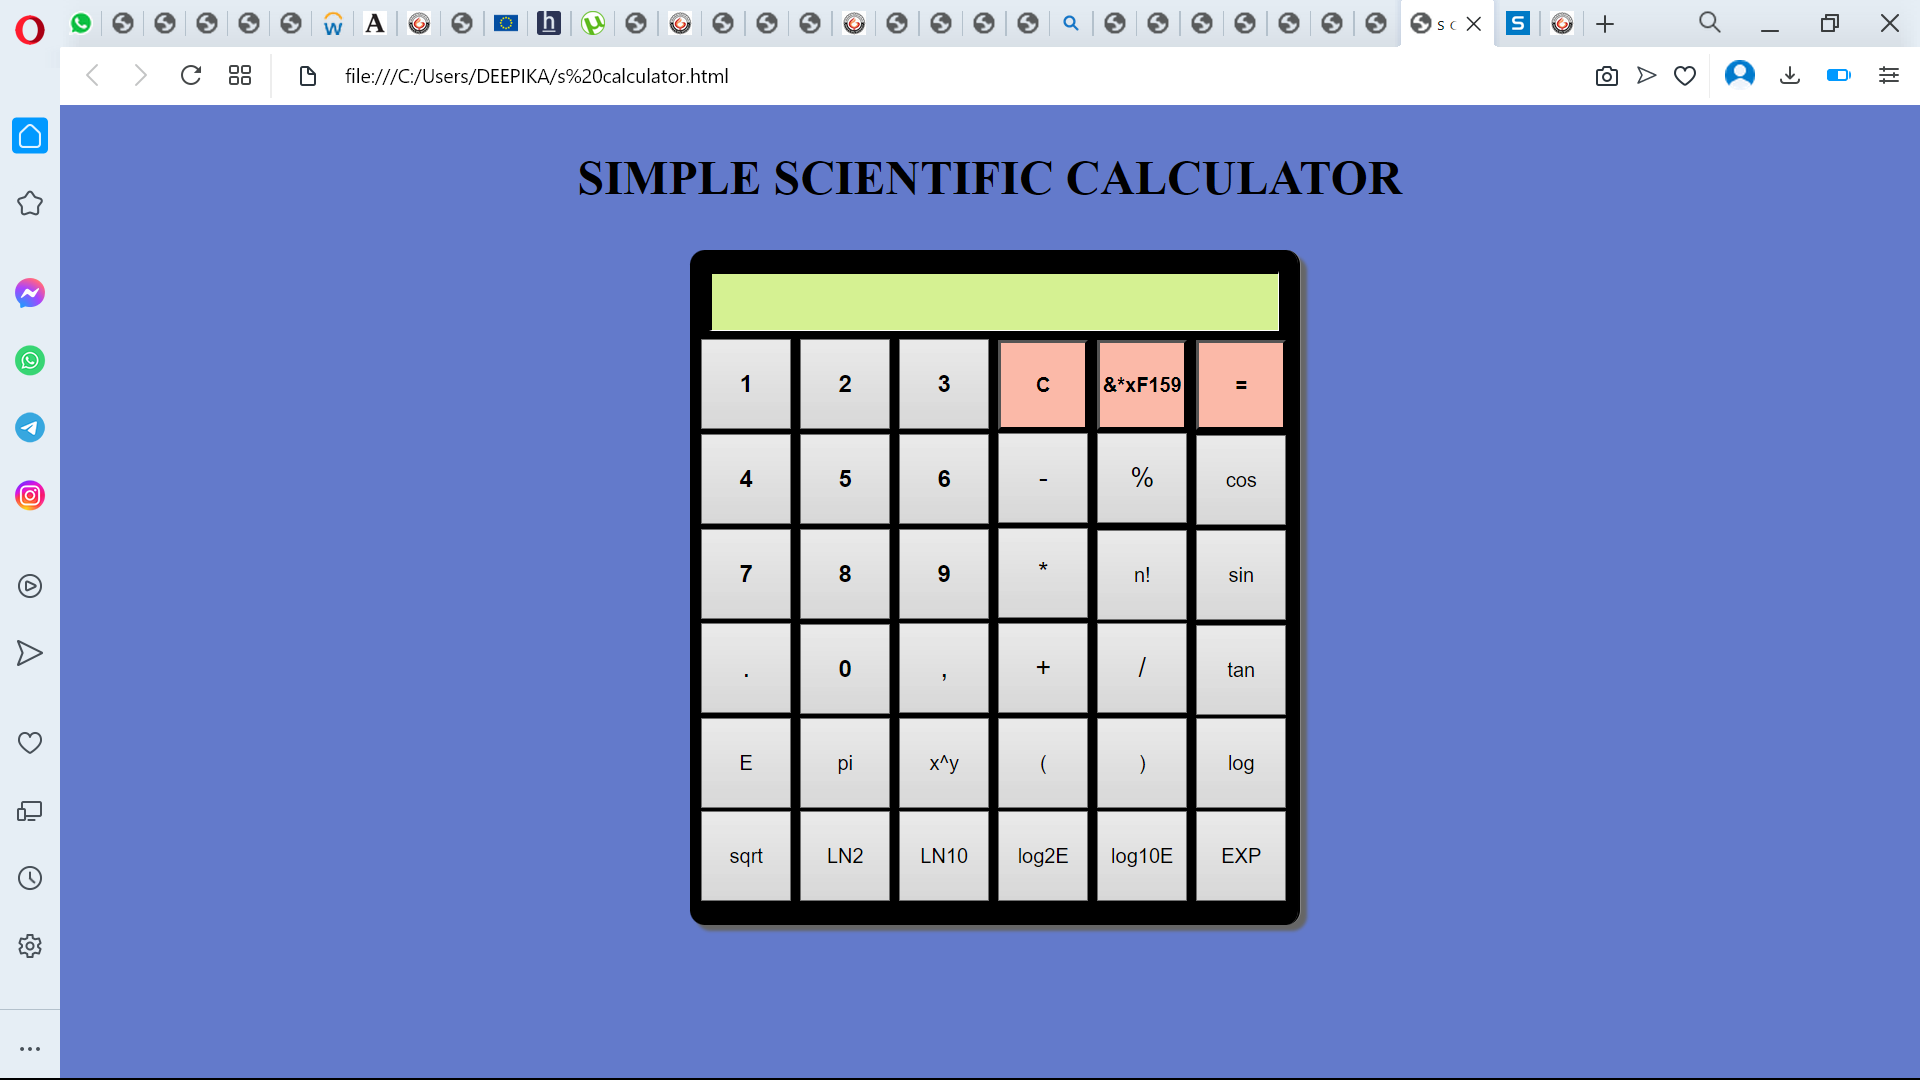 A
h
s c
S
file:///C:/Users/DEEPIKA/s%20calculator.html
SIMPLE SCIENTIFIC CALCULATOR
1 2 3 C &*xF159 =
4 5 6 - % cos
7 8 9 * n! sin
. 0 , + / tan
E pi x^y ( ) log
sqrt LN2 LN10 log2E log10E EXP